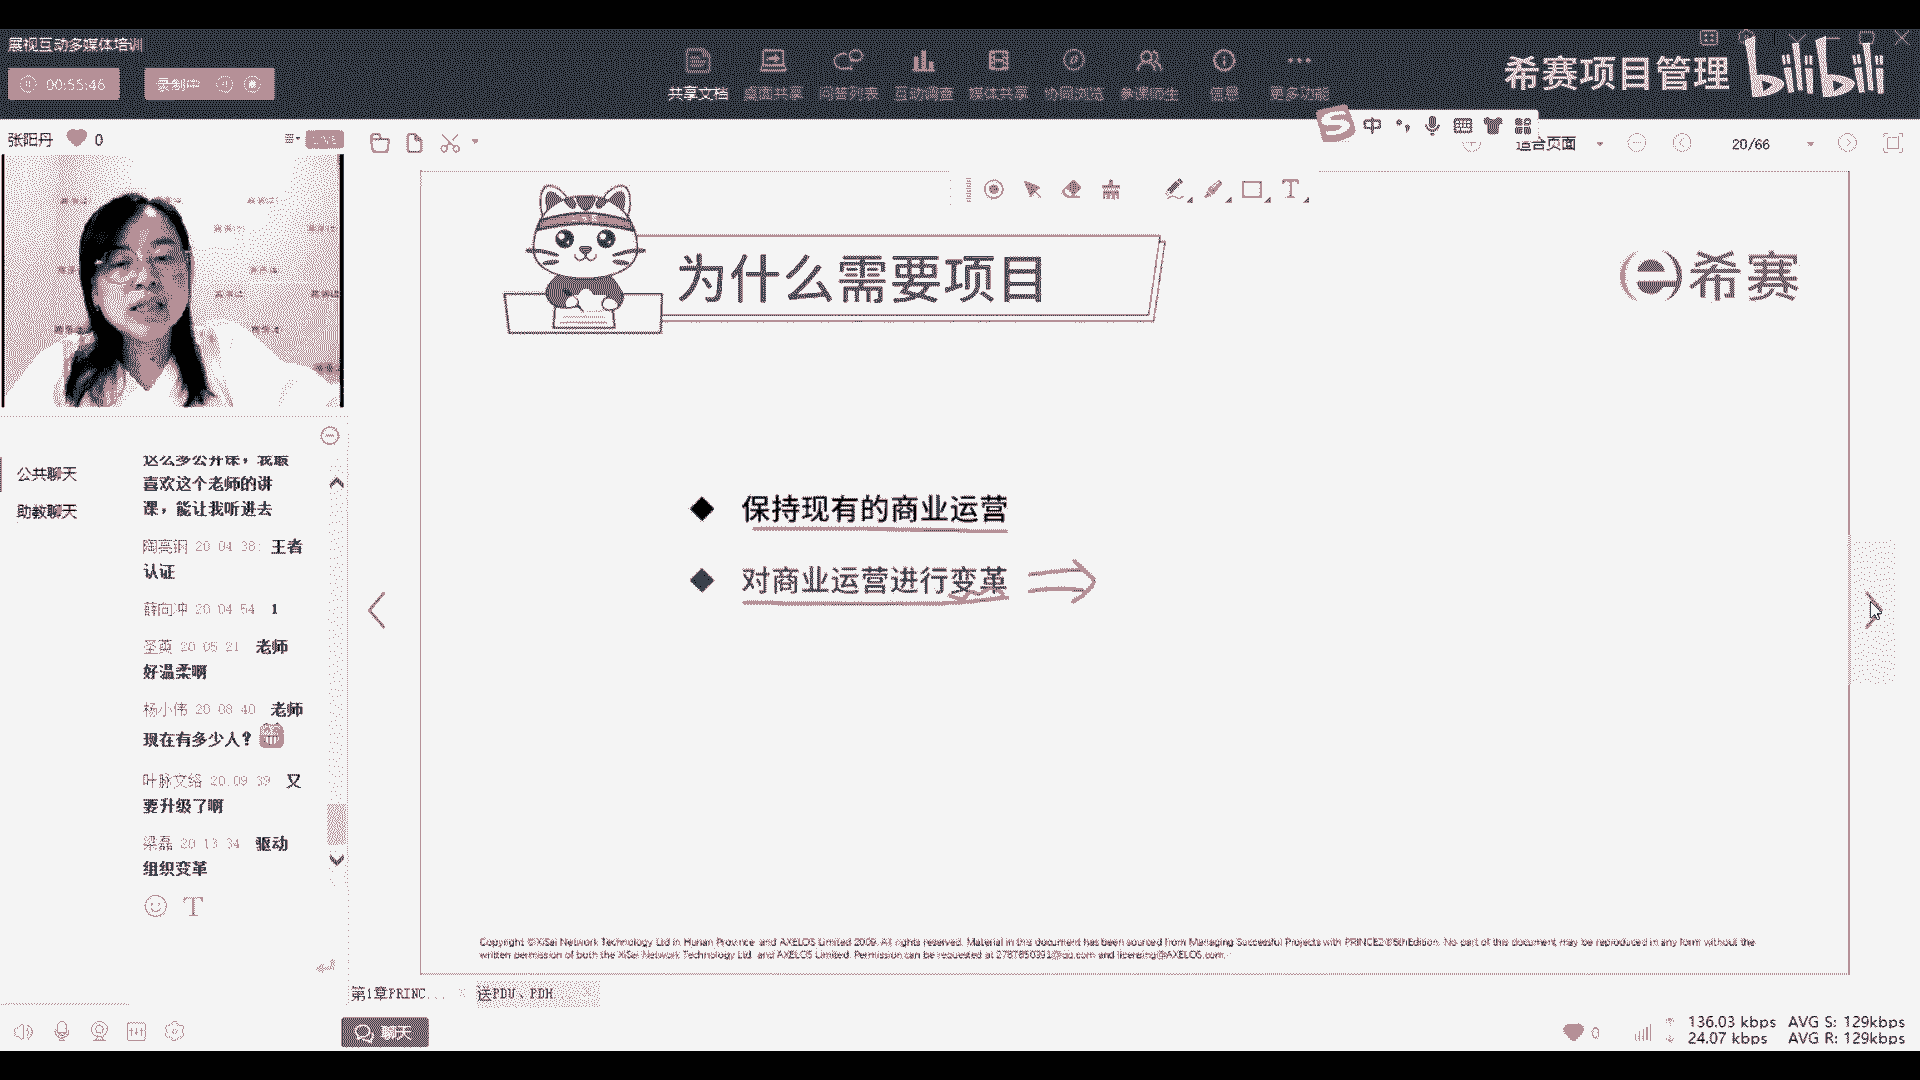 展视互动多媒体培训
00:55:46
录制中
共享文档
桌面共享
问答列表
互动调查
媒体共享
协同浏览
参课师生
信息
更多功能
希赛项目管理
bilibili
张阳丹
0
中
适合页面
20/66
为什么需要项目
希赛
公共聊天
助教聊天
这么多公开课，我最
喜欢这个老师的讲
课，能让我听进去
陶亮钢 20:04:38: 王者
认证
薛向冲 20:04:54 1
圣英 20:05:21 老师
好温柔啊
杨小伟 20:08:40 老师
现在有多少人？
叶脉文络 20:09:39 又
要升级了啊
梁磊 20:13:34 驱动
组织变革
保持现有的商业运营
对商业运营进行变革
Copyright ©XiSai Network Technology Ltd in Hunan Province and AXELOS Limited 2009. All rights reserved. Material in this document has been sourced from Managing Successful Projects with PRINCE2®6thEdition. No part of this document may be reproduced in any form without the
written permission of both the XiSai Network Technology Ltd. and AXELOS Limited. Permission can be requested at 2787850391@qq.com and licensing@AXELOS.com.
第1章PRINC...
送PDU、PDH
聊天
0
136.03 kbps AVG S: 129kbps
24.07 kbps AVG R: 129kbps